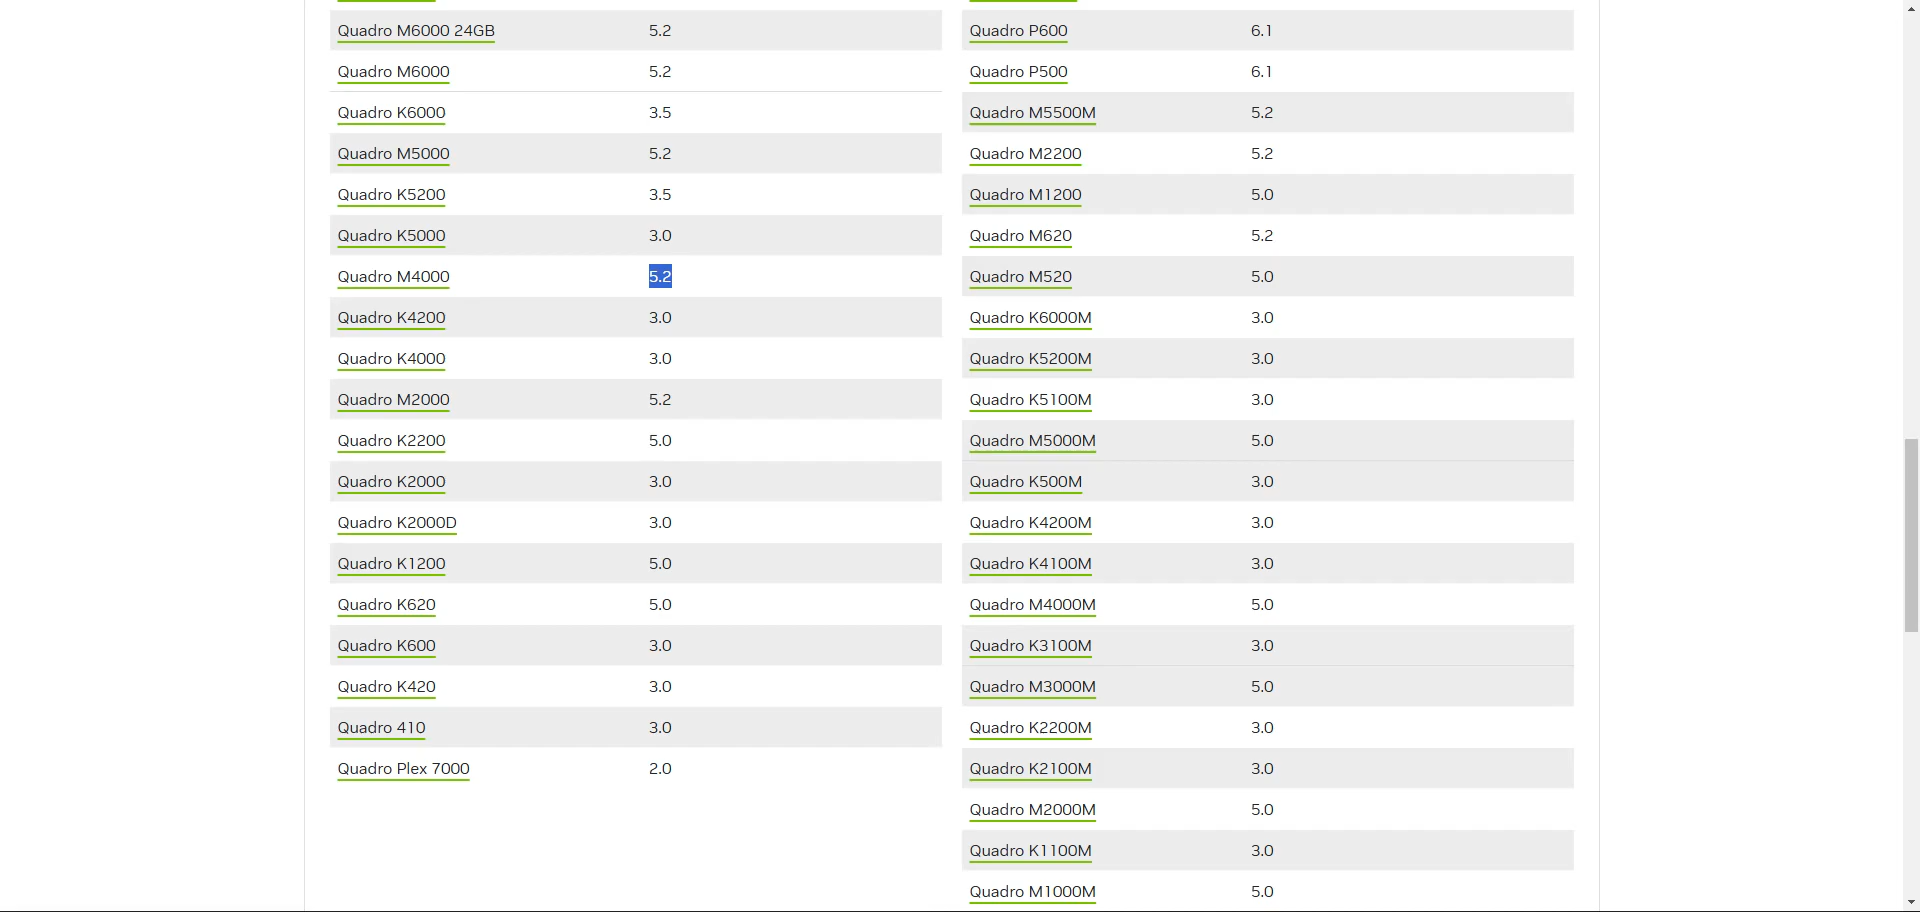 Quadro M6000 24GB 5.2
Quadro M6000 5.2
Quadro K6000 3.5
Quadro M5000 5.2
Quadro K5200 3.5
Quadro K5000 3.0
Quadro M4000 5.2
Quadro K4200 3.0
Quadro K4000 3.0
Quadro M2000 5.2
Quadro K2200 5.0
Quadro K2000 3.0
Quadro K2000D 3.0
Quadro K1200 5.0
Quadro K620 5.0
Quadro K600 3.0
Quadro K420 3.0
Quadro 410 3.0
Quadro Plex 7000 2.0
Quadro P600 6.1
Quadro P500 6.1
Quadro M5500M 5.2
Quadro M2200 5.2
Quadro M1200 5.0
Quadro M620 5.2
Quadro M520 5.0
Quadro K6000M 3.0
Quadro K5200M 3.0
Quadro K5100M 3.0
Quadro M5000M 5.0
Quadro K500M 3.0
Quadro K4200M 3.0
Quadro K4100M 3.0
Quadro M4000M 5.0
Quadro K3100M 3.0
Quadro M3000M 5.0
Quadro K2200M 3.0
Quadro K2100M 3.0
Quadro M2000M 5.0
Quadro K1100M 3.0
Quadro M1000M 5.0